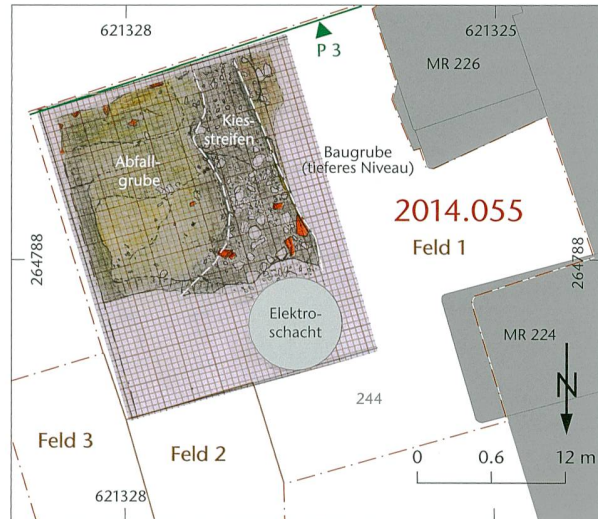 621328
621325
P 3
MR 226
Kies-
streifen
Abfall-
grube
Baugrube
(tieferes Niveau)
2014.055
Feld 1
264788
264788
Elektro-
schacht
MR 224
N
244
Feld 3
Feld 2
0 0.6 12 m
621328